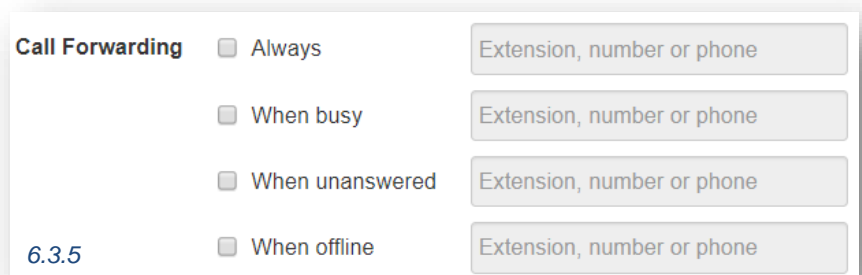 Call Forwarding Always Extension, number or phone
When busy Extension, number or phone
When unanswered Extension, number or phone
6.3.5 When offline Extension, number or phone